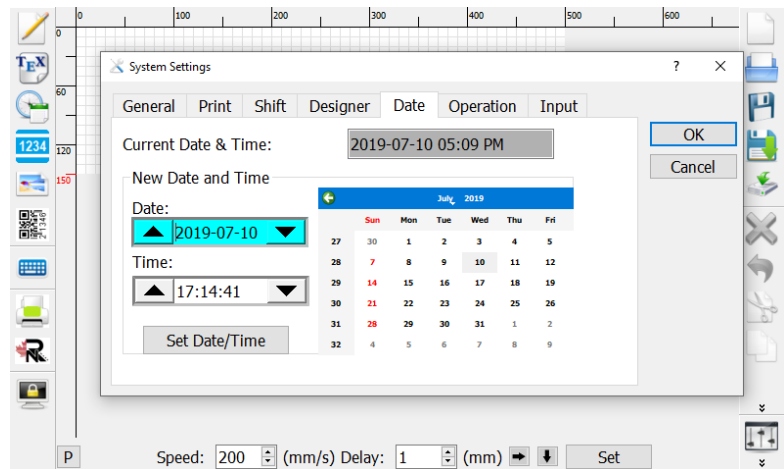 0 100 200 300 400 500 600
0
TEX
System Settings ? ×
60
General Print Shift Designer Date Operation Input
1234
120
Current Date & Time: 2019-07-10 05:09 PM
OK
Cancel
150
New Date and Time
Date:
2019-07-10
Time:
17:14:41
Set Date/Time
July, 2019
Sun Mon Tue Wed Thu Fri
27 30 1 2 3 4 5
28 7 8 9 10 11 12
29 14 15 16 17 18 19
30 21 22 23 24 25 26
31 28 29 30 31 1 2
32 4 5 6 7 8 9
P Speed: 200 (mm/s) Delay: 1 (mm) Set